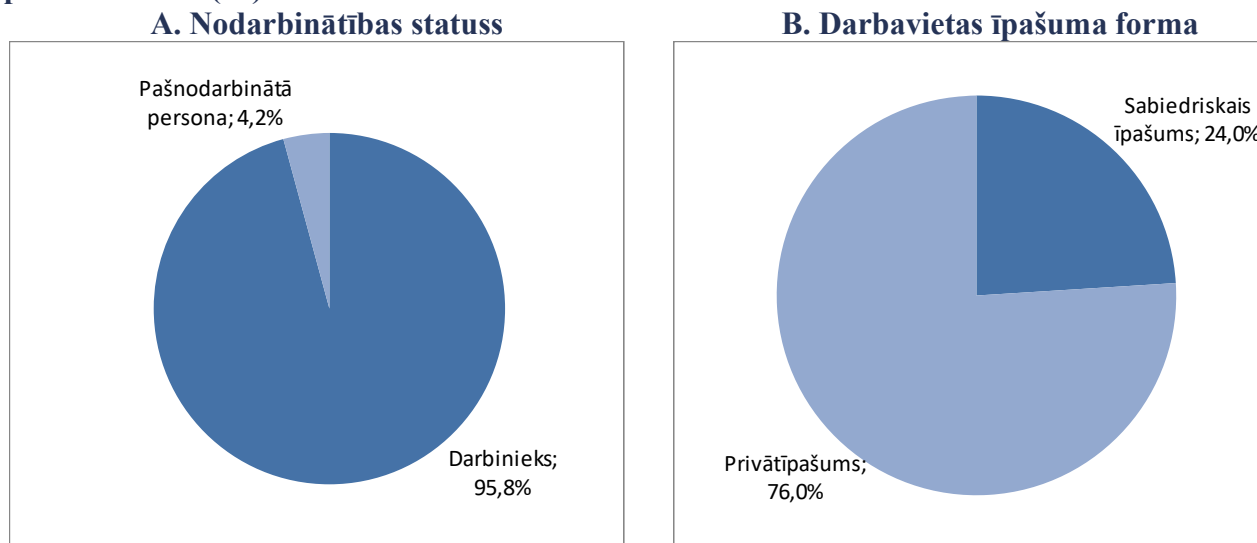 A. Nodarbinātības statuss
Pašnodarbinātā
persona; 4,2%
Darbinieks;
95,8%
B. Darbavietas īpašuma forma
Sabiedriskais
īpašums; 24,0%
Privātīpašums;
76,0%